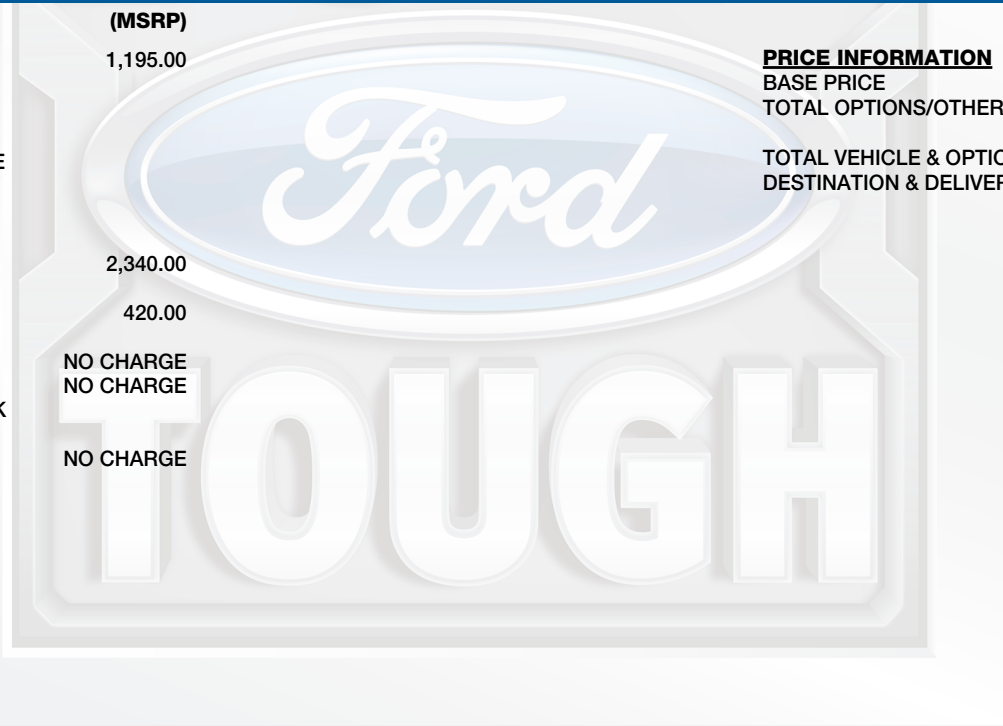 (MSRP)
1,195.00
E
2,340.00
420.00
NO CHARGE
NO CHARGE
K
NO CHARGE
PRICE INFORMATION
BASE PRICE
TOTAL OPTIONS/OTHER
TOTAL VEHICLE & OPTIO
DESTINATION & DELIVER
Ford
TOUGH